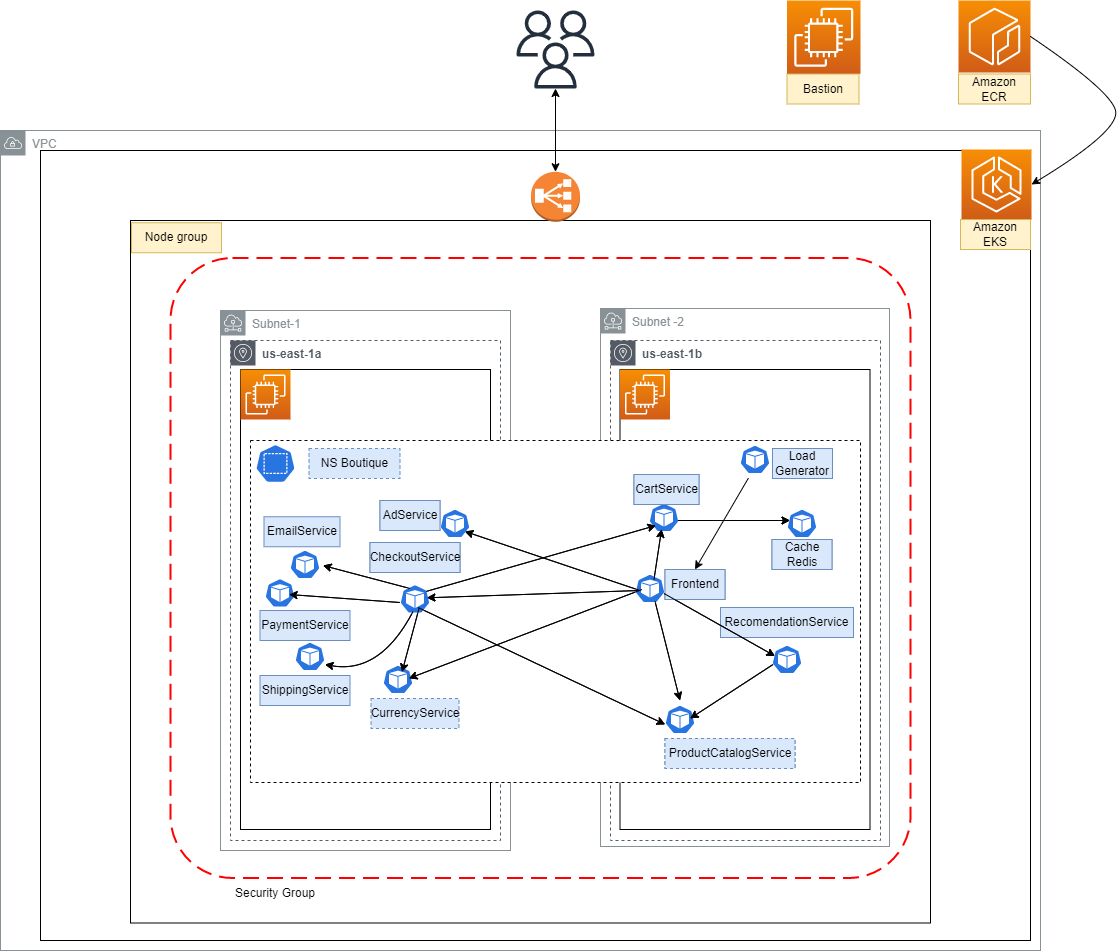 Bastion
Amazon
ECR
VPC
Amazon
EKS
Node group
Subnet-1
Subnet -2
us-east-1a
us-east-1b
NS Boutique
Load
Generator
CartService
AdService
EmailService
CheckoutService
Cache
Redis
Frontend
PaymentService
RecomendationService
ShippingService
CurrencyService
ProductCatalogService
Security Group